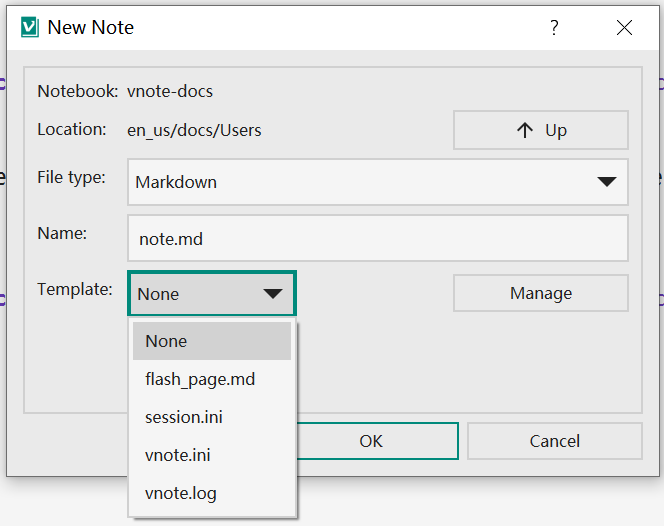 New Note
Notebook: vnote-docs
Location: en_us/docs/Users
Up
File type: Markdown
Name: note.md
Template: None
Manage
None
flash_page.md
session.ini
vnote.ini
vnote.log
OK
Cancel